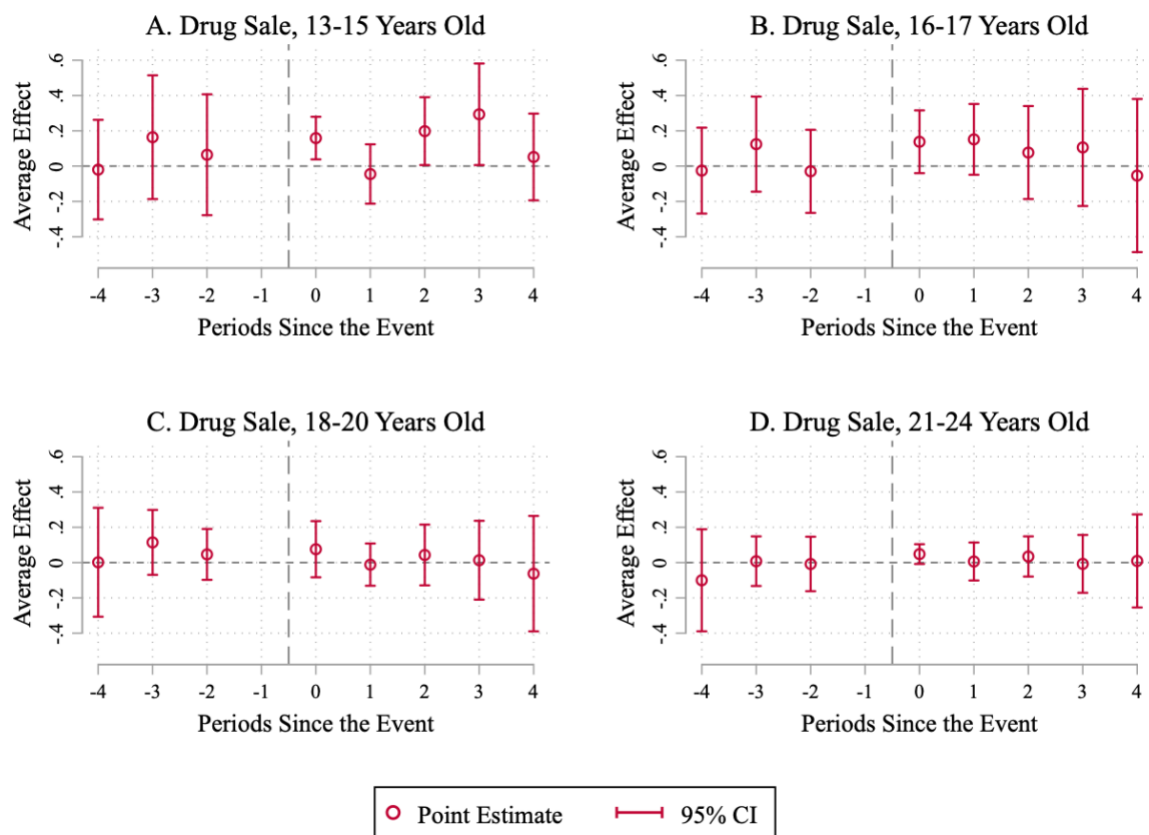 A. Drug Sale, 13-15 Years Old
Average Effect
.6
.4
.2
0
-.2
-.4
-4 -3 -2 -1 0 1 2 3 4
Periods Since the Event
B. Drug Sale, 16-17 Years Old
Average Effect
.6
.4
.2
0
-.2
-.4
-4 -3 -2 -1 0 1 2 3 4
Periods Since the Event
C. Drug Sale, 18-20 Years Old
Average Effect
.6
.4
.2
0
-.2
-.4
-4 -3 -2 -1 0 1 2 3 4
Periods Since the Event
D. Drug Sale, 21-24 Years Old
Average Effect
.6
.4
.2
0
-.2
-.4
-4 -3 -2 -1 0 1 2 3 4
Periods Since the Event
Point Estimate 95% CI